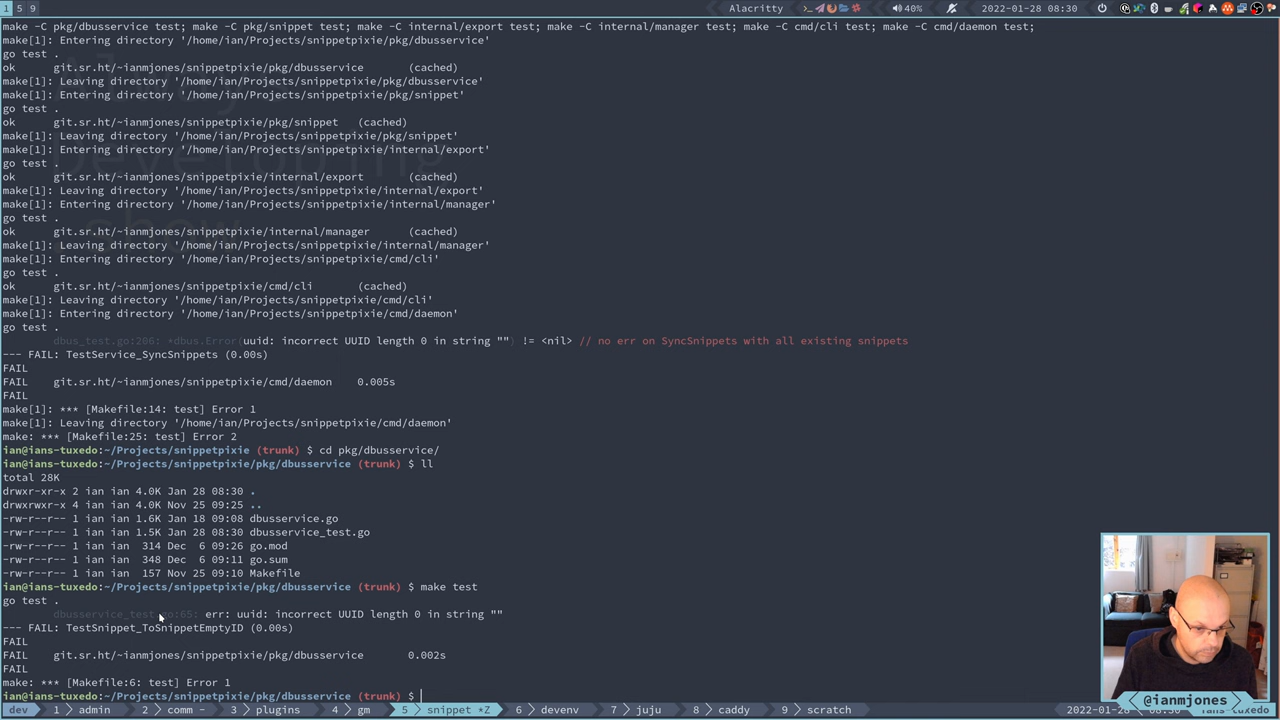 1 5 9
Alacritty
40%
2022-01-28 08:30
make -C pkg/dbusservice test; make -C pkg/snippet test; make -C internal/export test; make -C internal/manager test; make -C cmd/cli test; make -C cmd/daemon test;
make[1]: Entering directory '/home/ian/Projects/snippetpixie/pkg/dbusservice'
go test .
ok git.sr.ht/~ianmjones/snippetpixie/pkg/dbusservice (cached)
make[1]: Leaving directory '/home/ian/Projects/snippetpixie/pkg/dbusservice'
make[1]: Entering directory '/home/ian/Projects/snippetpixie/pkg/snippet'
go test .
ok git.sr.ht/~ianmjones/snippetpixie/pkg/snippet (cached)
make[1]: Leaving directory '/home/ian/Projects/snippetpixie/pkg/snippet'
make[1]: Entering directory '/home/ian/Projects/snippetpixie/internal/export'
go test .
ok git.sr.ht/~ianmjones/snippetpixie/internal/export (cached)
make[1]: Leaving directory '/home/ian/Projects/snippetpixie/internal/export'
make[1]: Entering directory '/home/ian/Projects/snippetpixie/internal/manager'
go test .
ok git.sr.ht/~ianmjones/snippetpixie/internal/manager (cached)
make[1]: Leaving directory '/home/ian/Projects/snippetpixie/internal/manager'
make[1]: Entering directory '/home/ian/Projects/snippetpixie/cmd/cli'
go test .
ok git.sr.ht/~ianmjones/snippetpixie/cmd/cli (cached)
make[1]: Leaving directory '/home/ian/Projects/snippetpixie/cmd/cli'
make[1]: Entering directory '/home/ian/Projects/snippetpixie/cmd/daemon'
go test .
dbus_test.go:206: *dbus.Error(uuid: incorrect UUID length 0 in string "") != <nil> // no err on SyncSnippets with all existing snippets
--- FAIL: TestService_SyncSnippets (0.00s)
FAIL
FAIL git.sr.ht/~ianmjones/snippetpixie/cmd/daemon 0.005s
FAIL
make[1]: *** [Makefile:14: test] Error 1
make[1]: Leaving directory '/home/ian/Projects/snippetpixie/cmd/daemon'
make: *** [Makefile:25: test] Error 2
ian@ians-tuxedo:~/Projects/snippetpixie (trunk) $ cd pkg/dbusservice/
ian@ians-tuxedo:~/Projects/snippetpixie/pkg/dbusservice (trunk) $ ll
total 28K
drwxr-xr-x 2 ian ian 4.0K Jan 28 08:30 .
drwxrwxr-x 4 ian ian 4.0K Nov 25 09:25 ..
-rw-r--r-- 1 ian ian 1.6K Jan 18 09:08 dbusservice.go
-rw-r--r-- 1 ian ian 1.5K Jan 28 08:30 dbusservice_test.go
-rw-r--r-- 1 ian ian 314 Dec 6 09:26 go.mod
-rw-r--r-- 1 ian ian 348 Dec 6 09:11 go.sum
-rw-r--r-- 1 ian ian 157 Nov 25 09:10 Makefile
ian@ians-tuxedo:~/Projects/snippetpixie/pkg/dbusservice (trunk) $ make test
go test .
dbusservice_test.go:65: err: uuid: incorrect UUID length 0 in string ""
--- FAIL: TestSnippet_ToSnippetEmptyID (0.00s)
FAIL
FAIL git.sr.ht/~ianmjones/snippetpixie/pkg/dbusservice 0.002s
FAIL
make: *** [Makefile:6: test] Error 1
ian@ians-tuxedo:~/Projects/snippetpixie/pkg/dbusservice (trunk) $
@ianmjones
dev 1 admin 2 comm - 3 plugins 4 gm 5 snippet *Z 6 devenv 7 juju 8 caddy 9 scratch